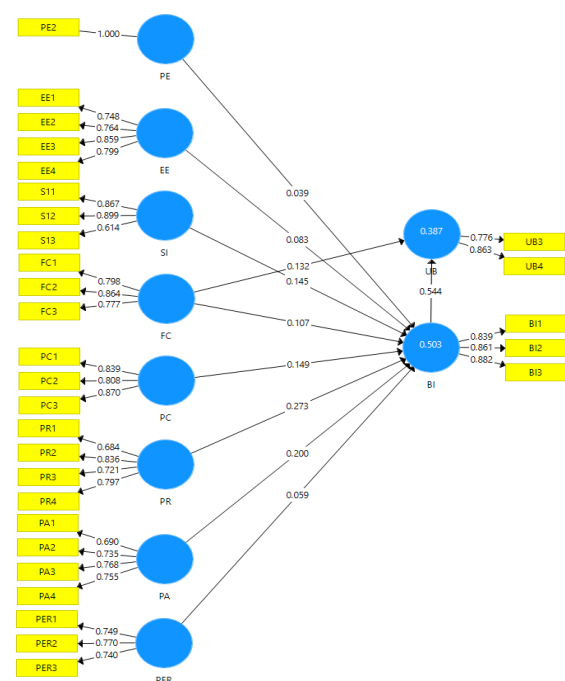 PE2
1.000
PE
EE1
EE2
EE3
EE4
0.748
0.764
0.859
0.799
EE
S11
S12
S13
0.867
0.899
0.614
SI
FC1
FC2
FC3
0.798
0.864
0.777
FC
PC1
PC2
PC3
0.839
0.808
0.870
PC
PR1
PR2
PR3
PR4
0.684
0.836
0.721
0.797
PR
PA1
PA2
PA3
PA4
0.690
0.735
0.768
0.755
PA
PER1
PER2
PER3
0.749
0.770
0.740
PER
0.039
0.083
0.132
0.145
0.107
0.149
0.273
0.200
0.059
0.387
UB
0.544
0.503
BI
0.776
0.863
UB3
UB4
0.839
0.861
0.882
BI1
BI2
BI3